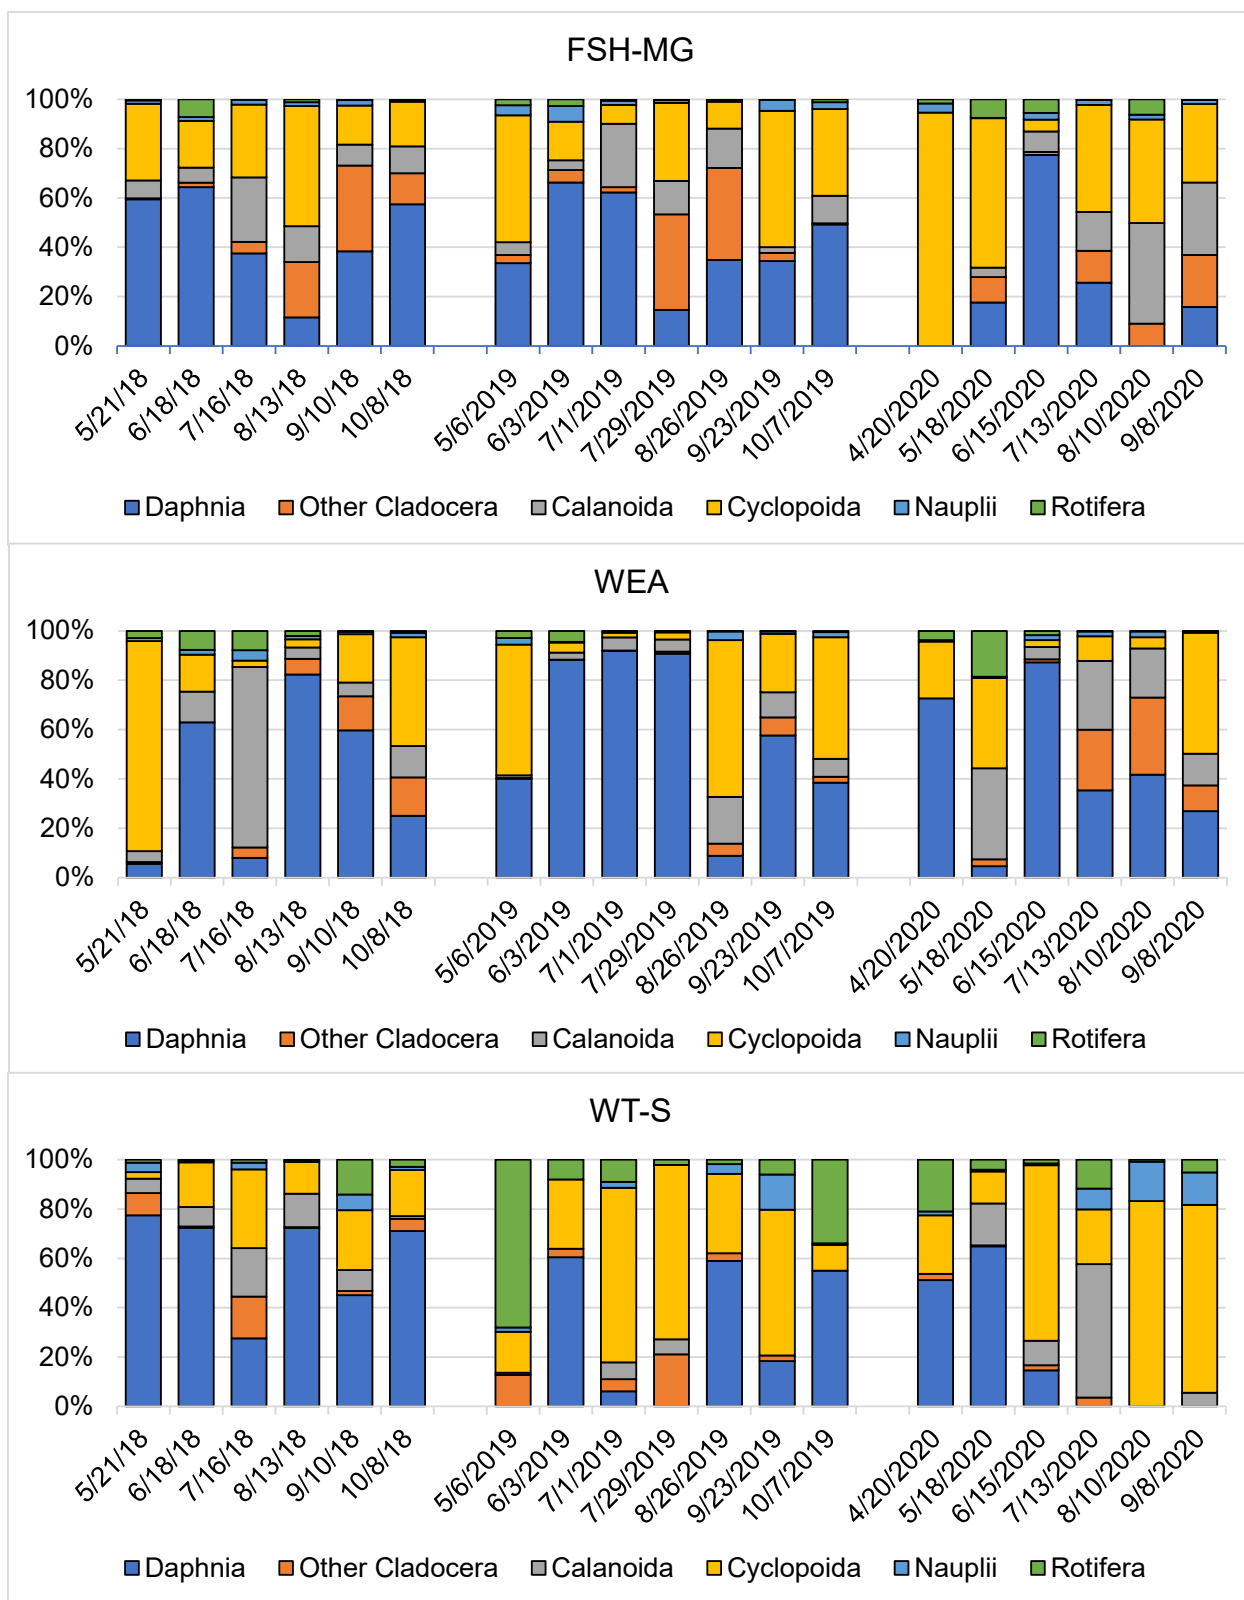 FSH-MG
100%
80%
60%
40%
20%
0%
5/21/18 6/18/18 7/16/18 8/13/18 9/10/18 10/8/18 5/6/2019 6/3/2019 7/1/2019 7/29/2019 8/26/2019 9/23/2019 10/7/2019 4/20/2020 5/18/2020 6/15/2020 7/13/2020 8/10/2020 9/8/2020
Daphnia Other Cladocera Calanoida Cyclopoida Nauplii Rotifera
WEA
100%
80%
60%
40%
20%
0%
5/21/18 6/18/18 7/16/18 8/13/18 9/10/18 10/8/18 5/6/2019 6/3/2019 7/1/2019 7/29/2019 8/26/2019 9/23/2019 10/7/2019 4/20/2020 5/18/2020 6/15/2020 7/13/2020 8/10/2020 9/8/2020
Daphnia Other Cladocera Calanoida Cyclopoida Nauplii Rotifera
WT-S
100%
80%
60%
40%
20%
0%
5/21/18 6/18/18 7/16/18 8/13/18 9/10/18 10/8/18 5/6/2019 6/3/2019 7/1/2019 7/29/2019 8/26/2019 9/23/2019 10/7/2019 4/20/2020 5/18/2020 6/15/2020 7/13/2020 8/10/2020 9/8/2020
Daphnia Other Cladocera Calanoida Cyclopoida Nauplii Rotifera